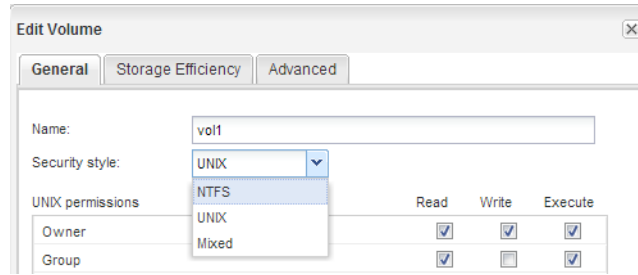 Edit Volume
General Storage Efficiency Advanced
Name: vol1
Security style: UNIX
NTFS
UNIX permissions Read Write Execute
UNIX
Owner
Mixed
Group